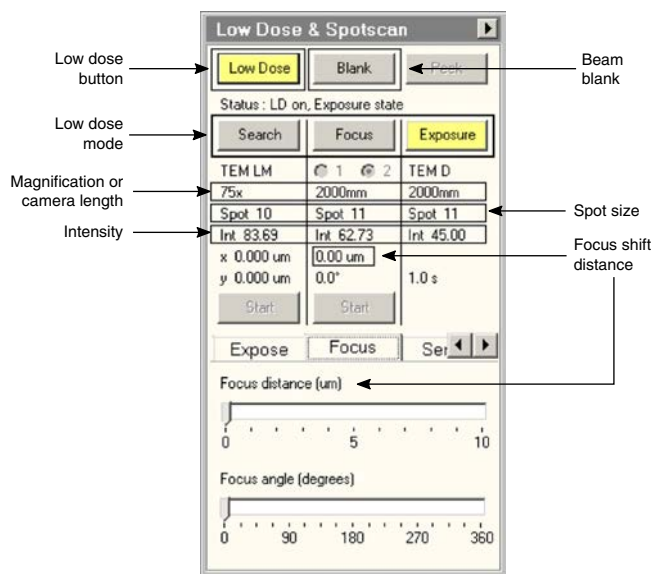 Low Dose & Spotscan
Low dose
button
Low Dose
Blank
Peek
Beam
blank
Status : LD on, Exposure state
Low dose
mode
Search
Focus
Exposure
TEM LM
1
2
TEM D
Magnification or
camera length
75x
2000mm
2000mm
Spot 10
Spot 11
Spot 11
Spot size
Intensity
Int 83.69
Int 62.73
Int 45.00
x 0.000 um
0.00 um
Focus shift
distance
y 0.000 um
0.0°
1.0 s
Start
Start
Expose
Focus
Ser
Focus distance (um)
0
5
10
Focus angle (degrees)
0
90
180
270
360